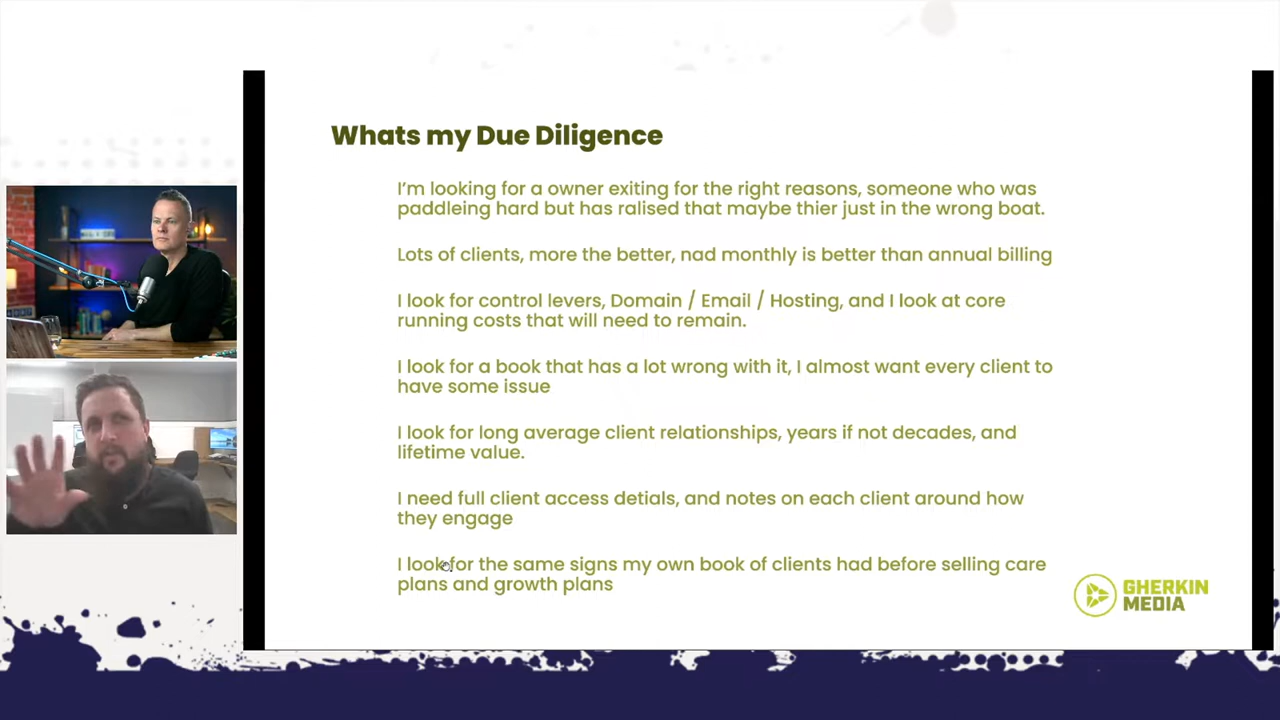 Whats my Due Diligence
I'm looking for a owner exiting for the right reasons, someone who was
paddleing hard but has ralised that maybe thier just in the wrong boat.
Lots of clients, more the better, nad monthly is better than annual billing
I look for control levers, Domain / Email / Hosting, and I look at core
running costs that will need to remain.
I look for a book that has a lot wrong with it, I almost want every client to
have some issue
I look for long average client relationships, years if not decades, and
lifetime value.
I need full client access detials, and notes on each client around how
they engage
I look for the same signs my own book of clients had before selling care
plans and growth plans
GHERKIN
MEDIA